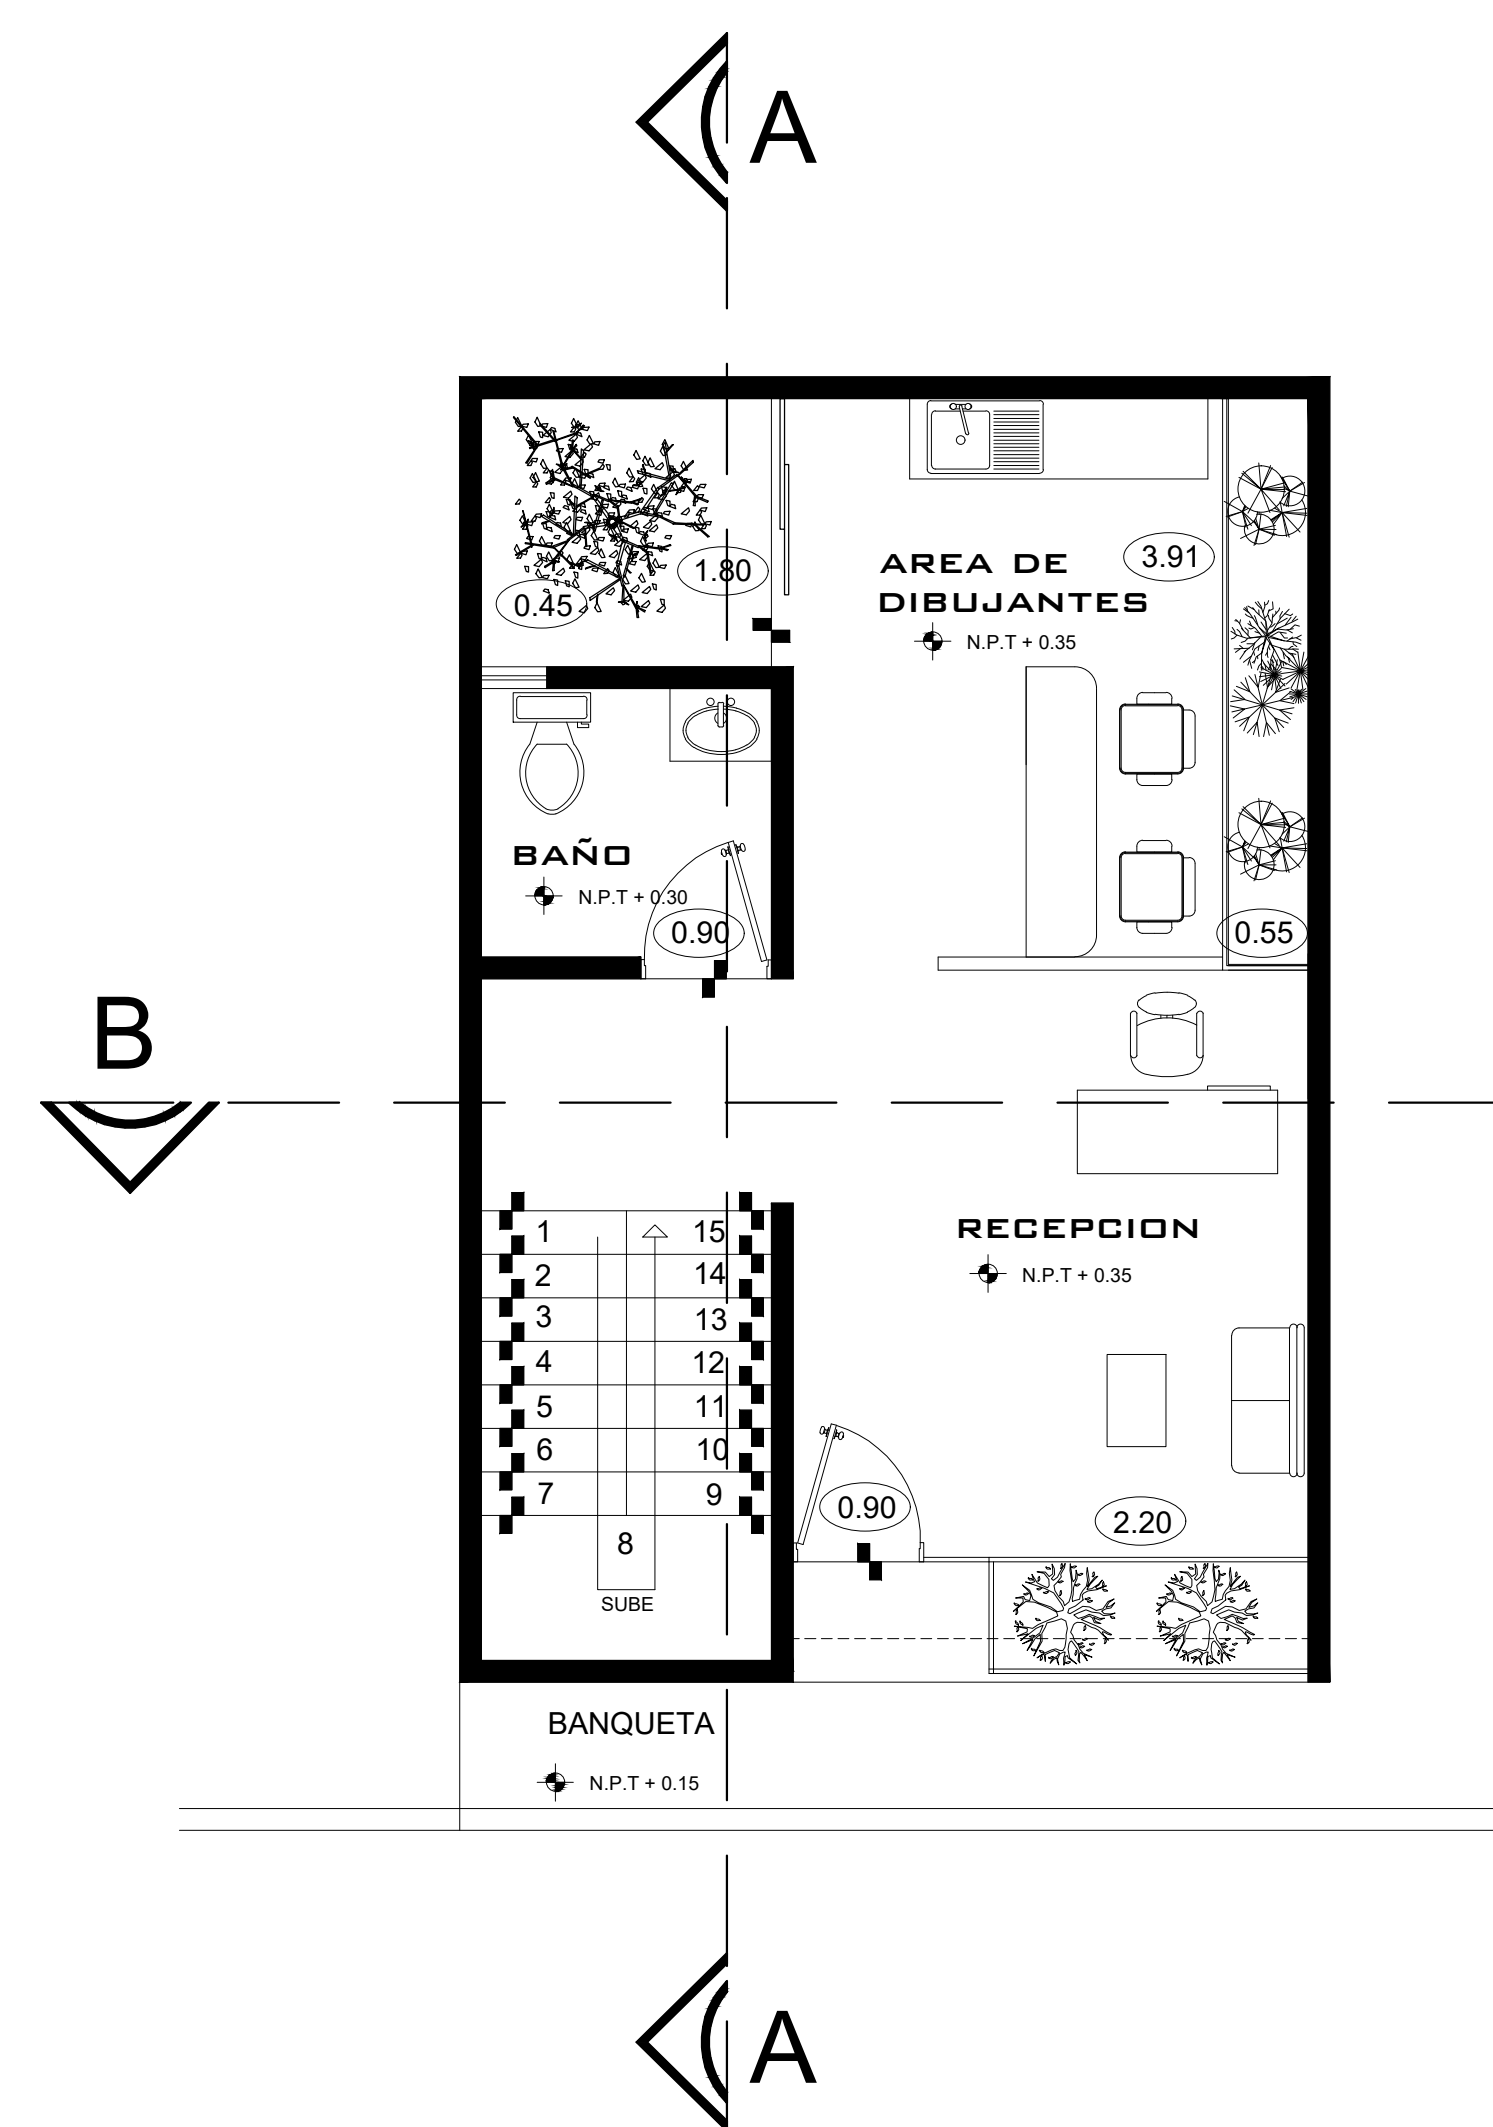 A
AREA DE
DIBUJANTES
3.91
1.80
0.45
N.P.T + 0.35
BAÑO
N.P.T + 0.30
0.90
0.55
B
RECEPCION
N.P.T + 0.35
1
15
2
14
3
13
4
12
5
11
6
10
7
9
8
SUBE
0.90
2.20
BANQUETA
N.P.T + 0.15
A